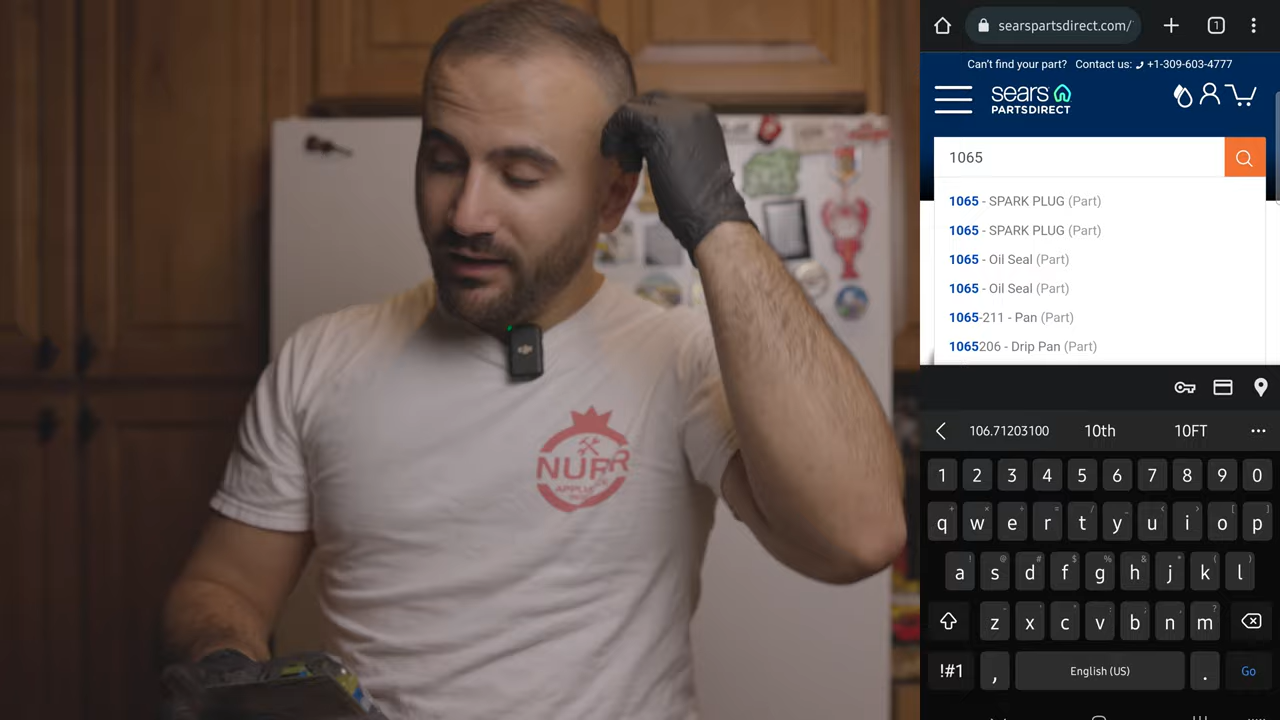 NUER
APPLI
searspartsdirect.com/
1
Can't find your part? Contact us: +1-309-603-4777
sears
PARTSDIRECT
1065
1065 - SPARK PLUG (Part)
1065 - SPARK PLUG (Part)
1065 - Oil Seal (Part)
1065 - Oil Seal (Part)
1065-211 - Pan (Part)
1065206 - Drip Pan (Part)
106.71203100 10th 10FT
1 2 3 4 5 6 7 8 9 0
q w e r t y u i o p
a s d f g h j k l
z x c v b n m
!#1 , English (US) . Go